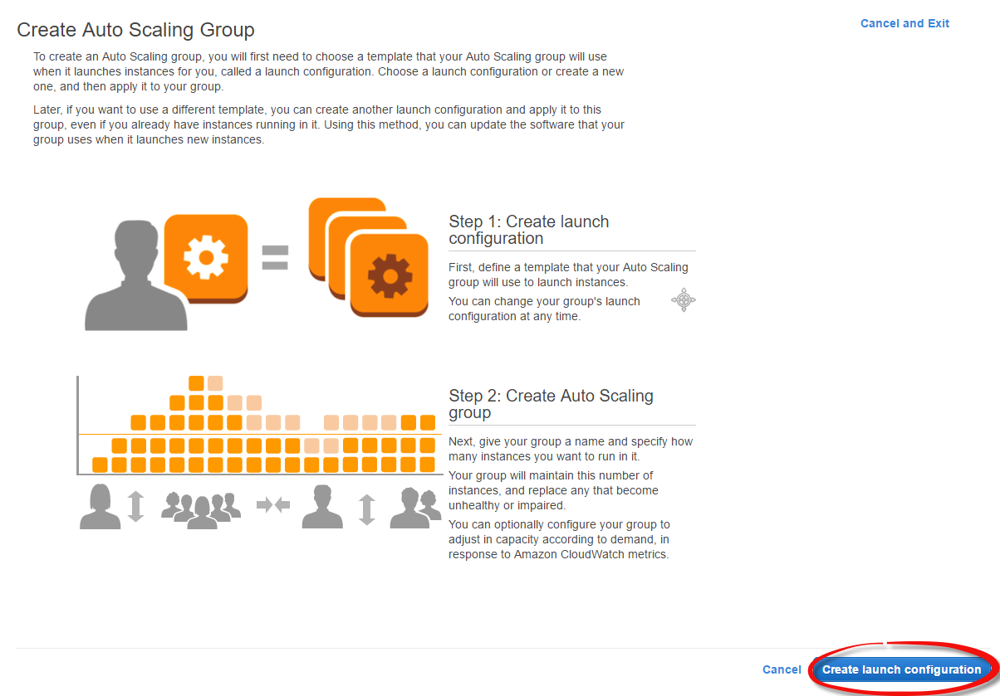 Create Auto Scaling Group
Cancel and Exit
To create an Auto Scaling group, you will first need to choose a template that your Auto Scaling group will use
when it launches instances for you, called a launch configuration. Choose a launch configuration or create a new
one, and then apply it to your group.
Later, if you want to use a different template, you can create another launch configuration and apply it to this
group, even if you already have instances running in it. Using this method, you can update the software that your
group uses when it launches new instances.
Step 1: Create launch
configuration
First, define a template that your Auto Scaling
group will use to launch instances.
You can change your group's launch
configuration at any time.
Step 2: Create Auto Scaling
group
Next, give your group a name and specify how
many instances you want to run in it.
Your group will maintain this number of
instances, and replace any that become
unhealthy or impaired.
You can optionally configure your group to
adjust in capacity according to demand, in
response to Amazon CloudWatch metrics.
Cancel
Create launch configuration